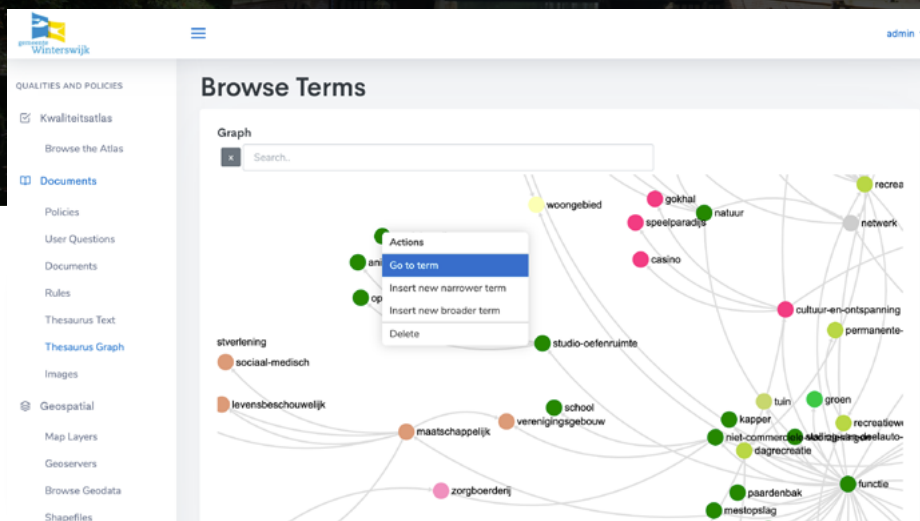 gemeente
Winterswijk
admin
QUALITIES AND POLICIES
Kwaliteitsatlas
Browse the Atlas
Documents
Policies
User Questions
Documents
Rules
Thesaurus Text
Thesaurus Graph
Images
Geospatial
Map Layers
Geoservers
Browse Geodata
Shapefiles
Browse Terms
Graph
x
Search..
recrea
woongebied
gokhal
natuur
speelparadijs
netwerk
ani
casino
op
Actions
Go to term
Insert new narrower term
Insert new broader term
Delete
cultuur-en-ontspanning
permanente-
stverlening
studio-oefenruimte
sociaal-medisch
levensbeschouwelijk
school
tuin
groen
verenigingsgebouw
kapper
recreatiew
maatschappelijk
dagrecreatie
zorgboerderij
paardenbak
functie
mestopslag